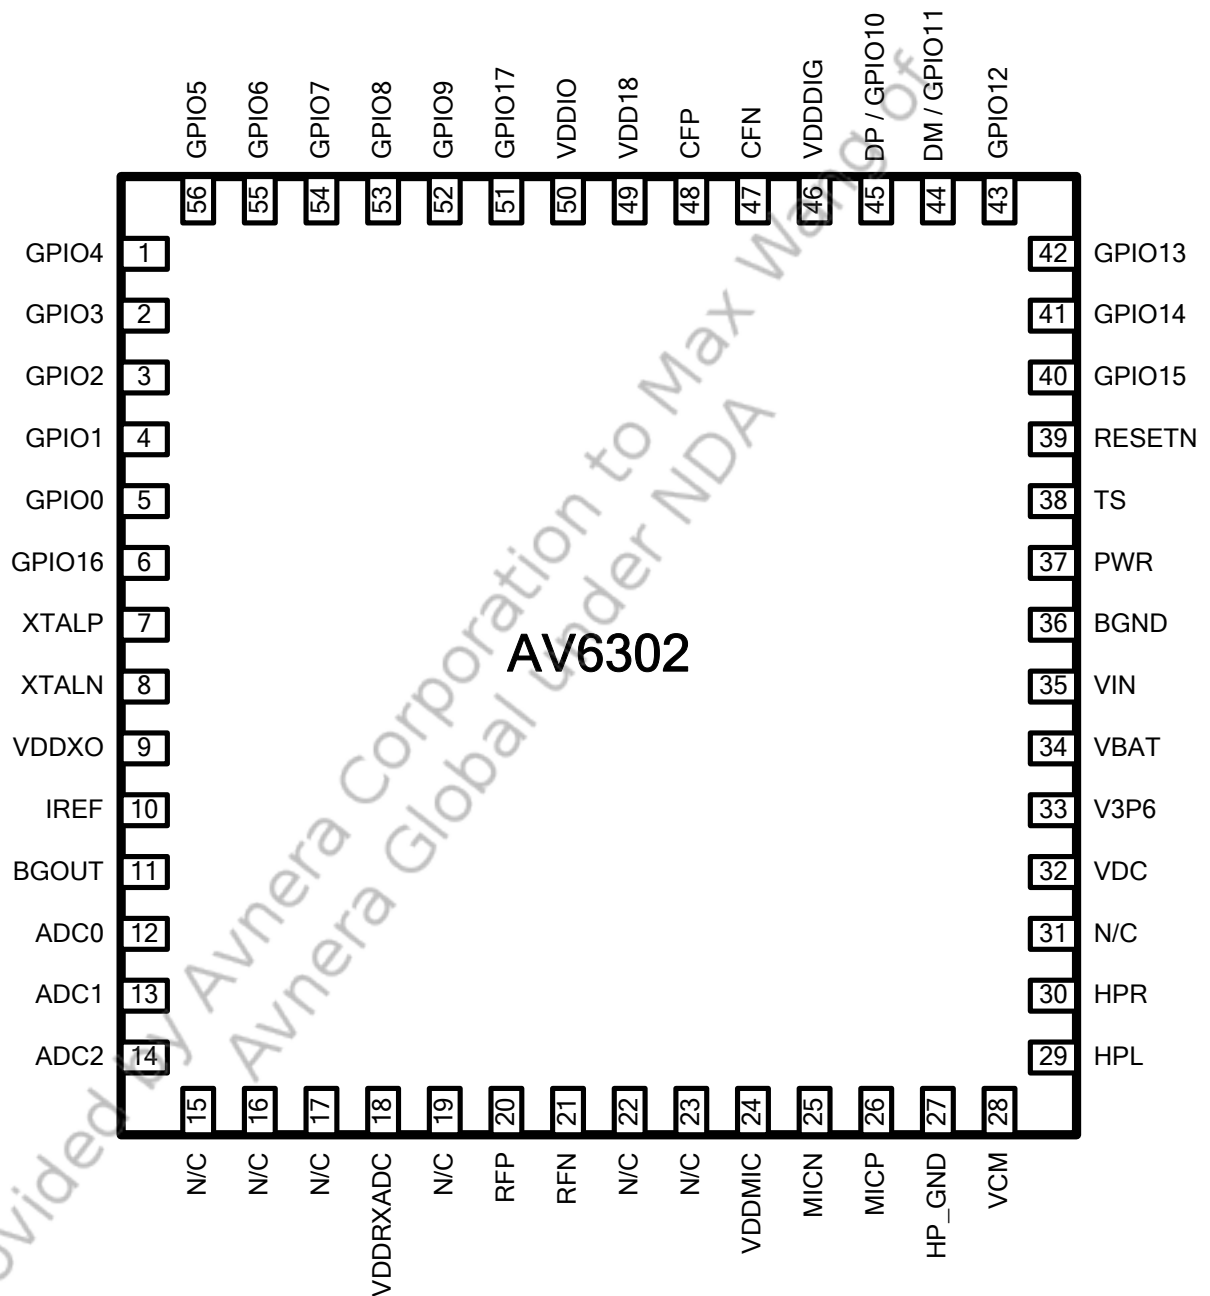 GPIO5
GPIO6
GPIO7
GPIO8
GPIO9
GPIO17
VDDIO
VDD18
CFP
CFN
VDDDIG
DP / GPIO10
DM / GPIO11
GPIO12
56
55
54
53
52
51
50
49
48
47
46
45
44
43
GPIO4 1
GPIO3 2
GPIO2 3
GPIO1 4
GPIO0 5
GPIO16 6
XTALP 7
XTALN 8
VDDXO 9
IREF 10
BGOUT 11
ADC0 12
ADC1 13
ADC2 14
42 GPIO13
41 GPIO14
40 GPIO15
39 RESETN
38 TS
37 PWR
36 BGND
35 VIN
34 VBAT
33 V3P6
32 VDC
31 N/C
30 HPR
29 HPL
AV6302
15
16
17
18
19
20
21
22
23
24
25
26
27
28
N/C
N/C
N/C
VDDRXADC
N/C
RFP
RFN
N/C
N/C
VDDMIC
MICN
MICP
HP_GND
VCM
ovided by Avnera Corporation to Max Wang of
Avnera Global under NDA